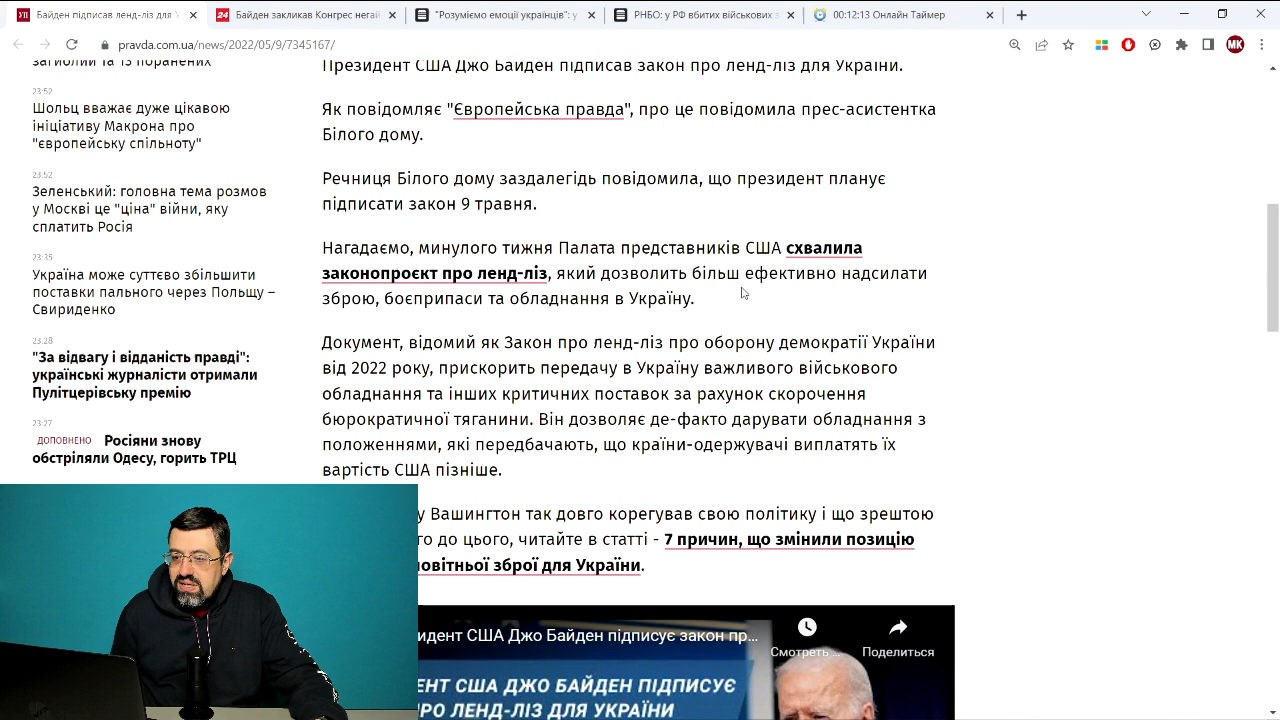 Байден підписав ленд-ліз для У
Байден закликав Конгрес негай
"Розуміємо емоції українців": у
РНБО: у РФ вбитих військових з
00:12:13 Онлайн Таймер
pravda.com.ua/news/2022/05/9/7345167/
MK
загиблий та 13 поранених
23:52
Шольц вважає дуже цікавою
ініціативу Макрона про
"європейську спільноту"
23:52
Зеленський: головна тема розмов
у Москві це "ціна" війни, яку
сплатить Росія
23:35
Україна може суттєво збільшити
поставки пального через Польщу –
Свириденко
23:28
"За відвагу і відданість правді":
українські журналісти отримали
Пулітцерівську премію
23:27
ДОПОВНЕНО Росіяни знову
обстріляли Одесу, горить ТРЦ
Президент США Джо Байден підписав закон про ленд-ліз для України.
Як повідомляє "Європейська правда", про це повідомила прес-асистентка
Білого дому.
Речниця Білого дому заздалегідь повідомила, що президент планує
підписати закон 9 травня.
Нагадаємо, минулого тижня Палата представників США схвалила
законопроєкт про ленд-ліз, який дозволить більш ефективно надсилати
зброю, боєприпаси та обладнання в Україну.
Документ, відомий як Закон про ленд-ліз про оборону демократії України
від 2022 року, прискорить передачу в Україну важливого військового
обладнання та інших критичних поставок за рахунок скорочення
бюрократичної тяганини. Він дозволяє де-факто дарувати обладнання з
положеннями, які передбачають, що країни-одержувачі виплатять їх
вартість США пізніше.
у Вашингтон так довго корегував свою політику і що зрештою
го до цього, читайте в статті - 7 причин, що змінили позицію
овітньої зброї для України.
идент США Джо Байден підписує закон пр...
Смотреть ...
Поделиться
ЕНТ США ДЖО БАЙДЕН ПІДПИСУЄ
РО ЛЕНД-ЛІЗ ДЛЯ УКРАЇНИ